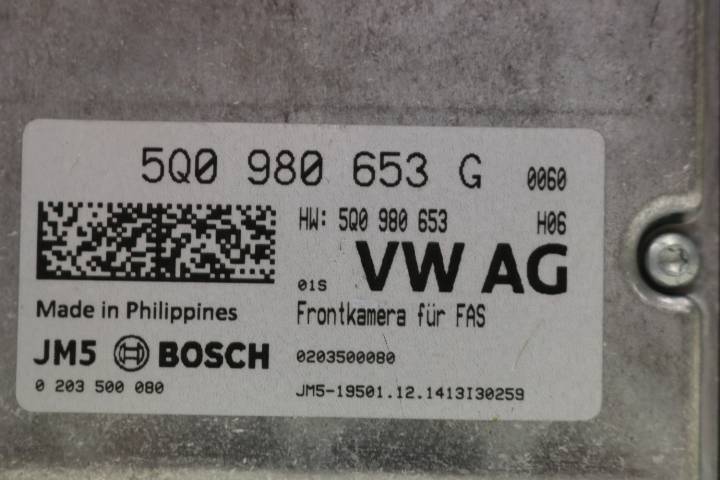 5Q0 980 653 G 0060
HW: 5Q0 980 653 H06
01S VW AG
Made in Philippines
Frontkamera für FAS
JM5 BOSCH
0203500080
0 203 500 080
JM5-19501.12.1413I30259